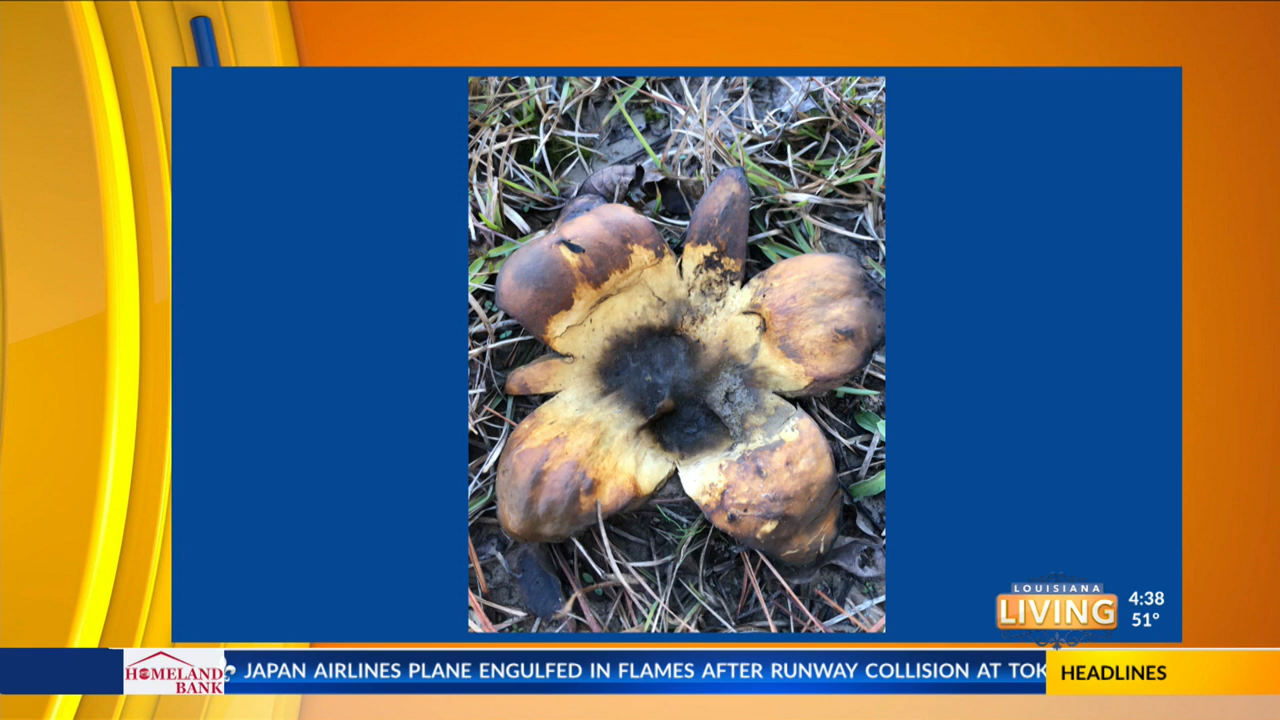 LOUISIANA
LIVING
4:38
51°
HOMELAND
BANK
JAPAN AIRLINES PLANE ENGULFED IN FLAMES AFTER RUNWAY COLLISION AT TOK
HEADLINES